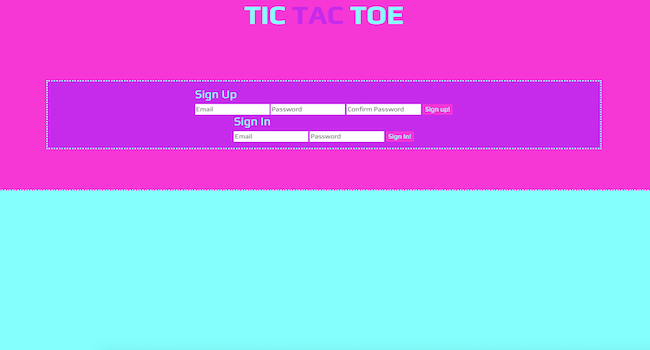 TIC TAC TOE
Sign Up
Email Password Confirm Password Sign up!
Sign In
Email Password Sign In!